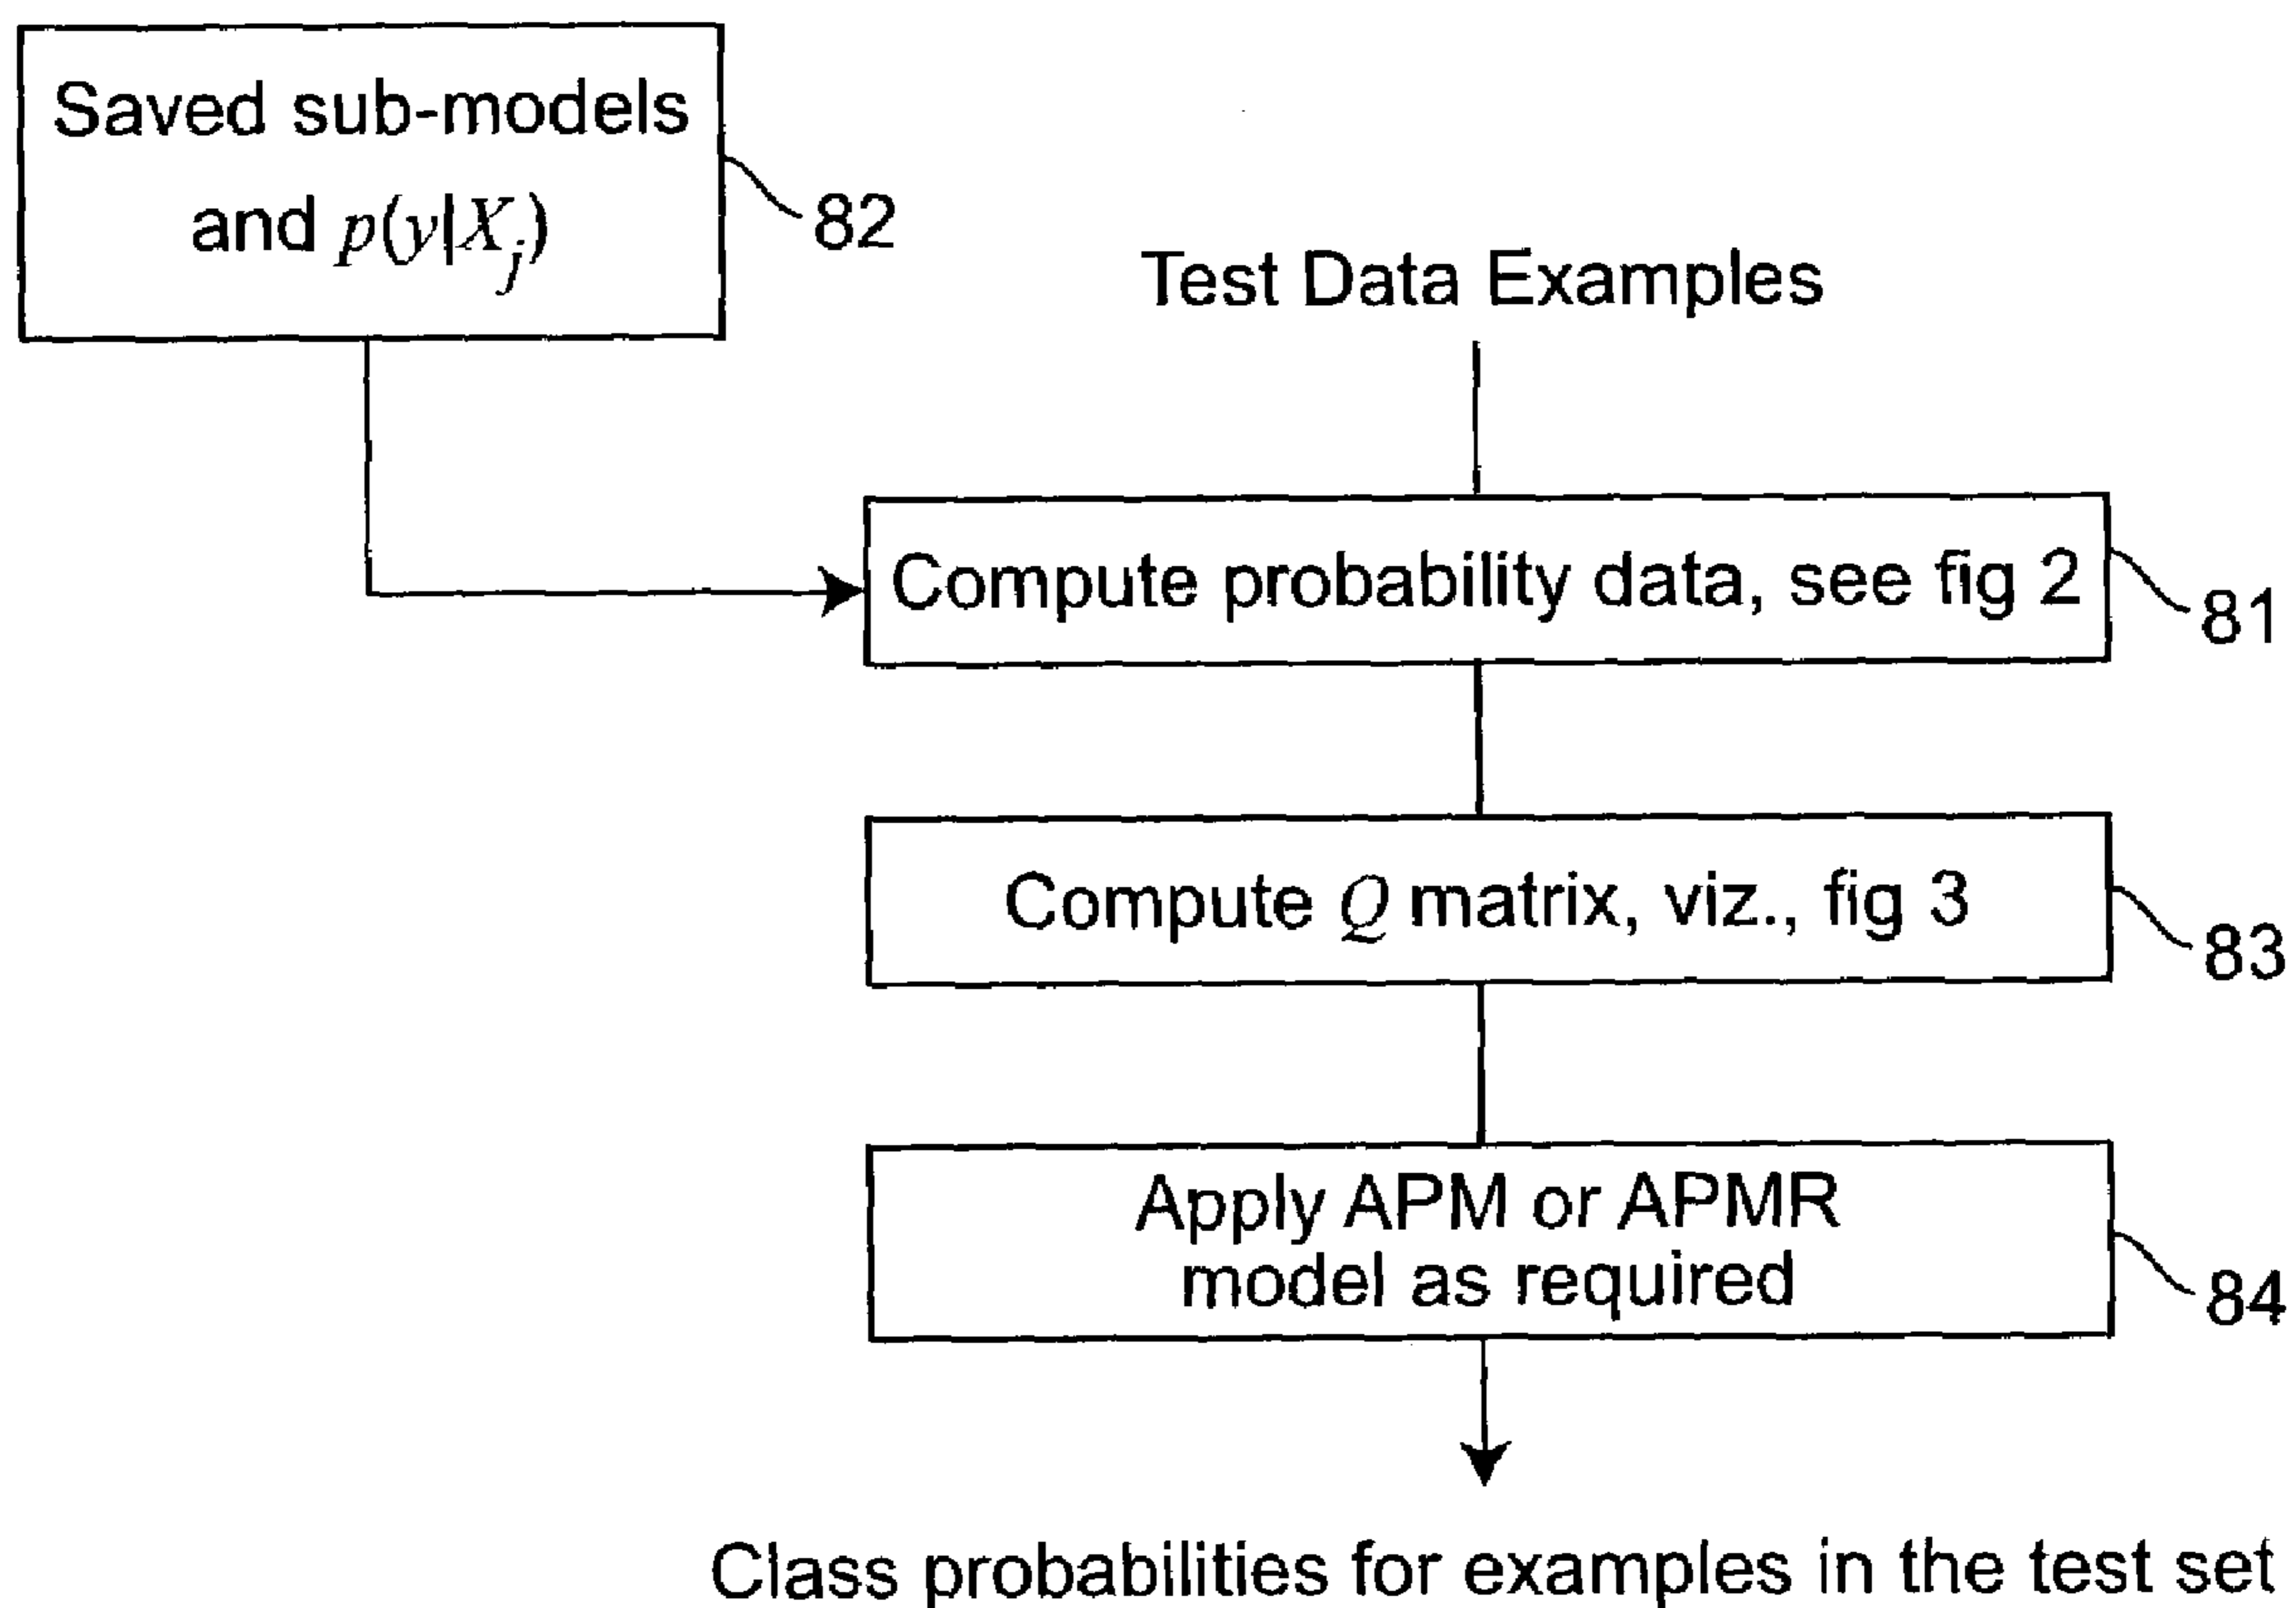 Saved sub-models
and p(y|X_j)
82
Test Data Examples
Compute probability data, see fig 2
81
Compute Q matrix, viz., fig 3
83
Apply APM or APMR
model as required
84
Class probabilities for examples in the test set